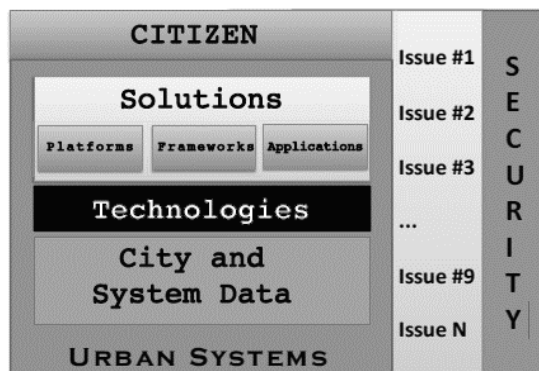 CITIZEN
Solutions
Platforms Frameworks Applications
Technologies
City and
System Data
URBAN SYSTEMS
Issue #1
Issue #2
Issue #3
...
Issue #9
Issue N
SECURITY